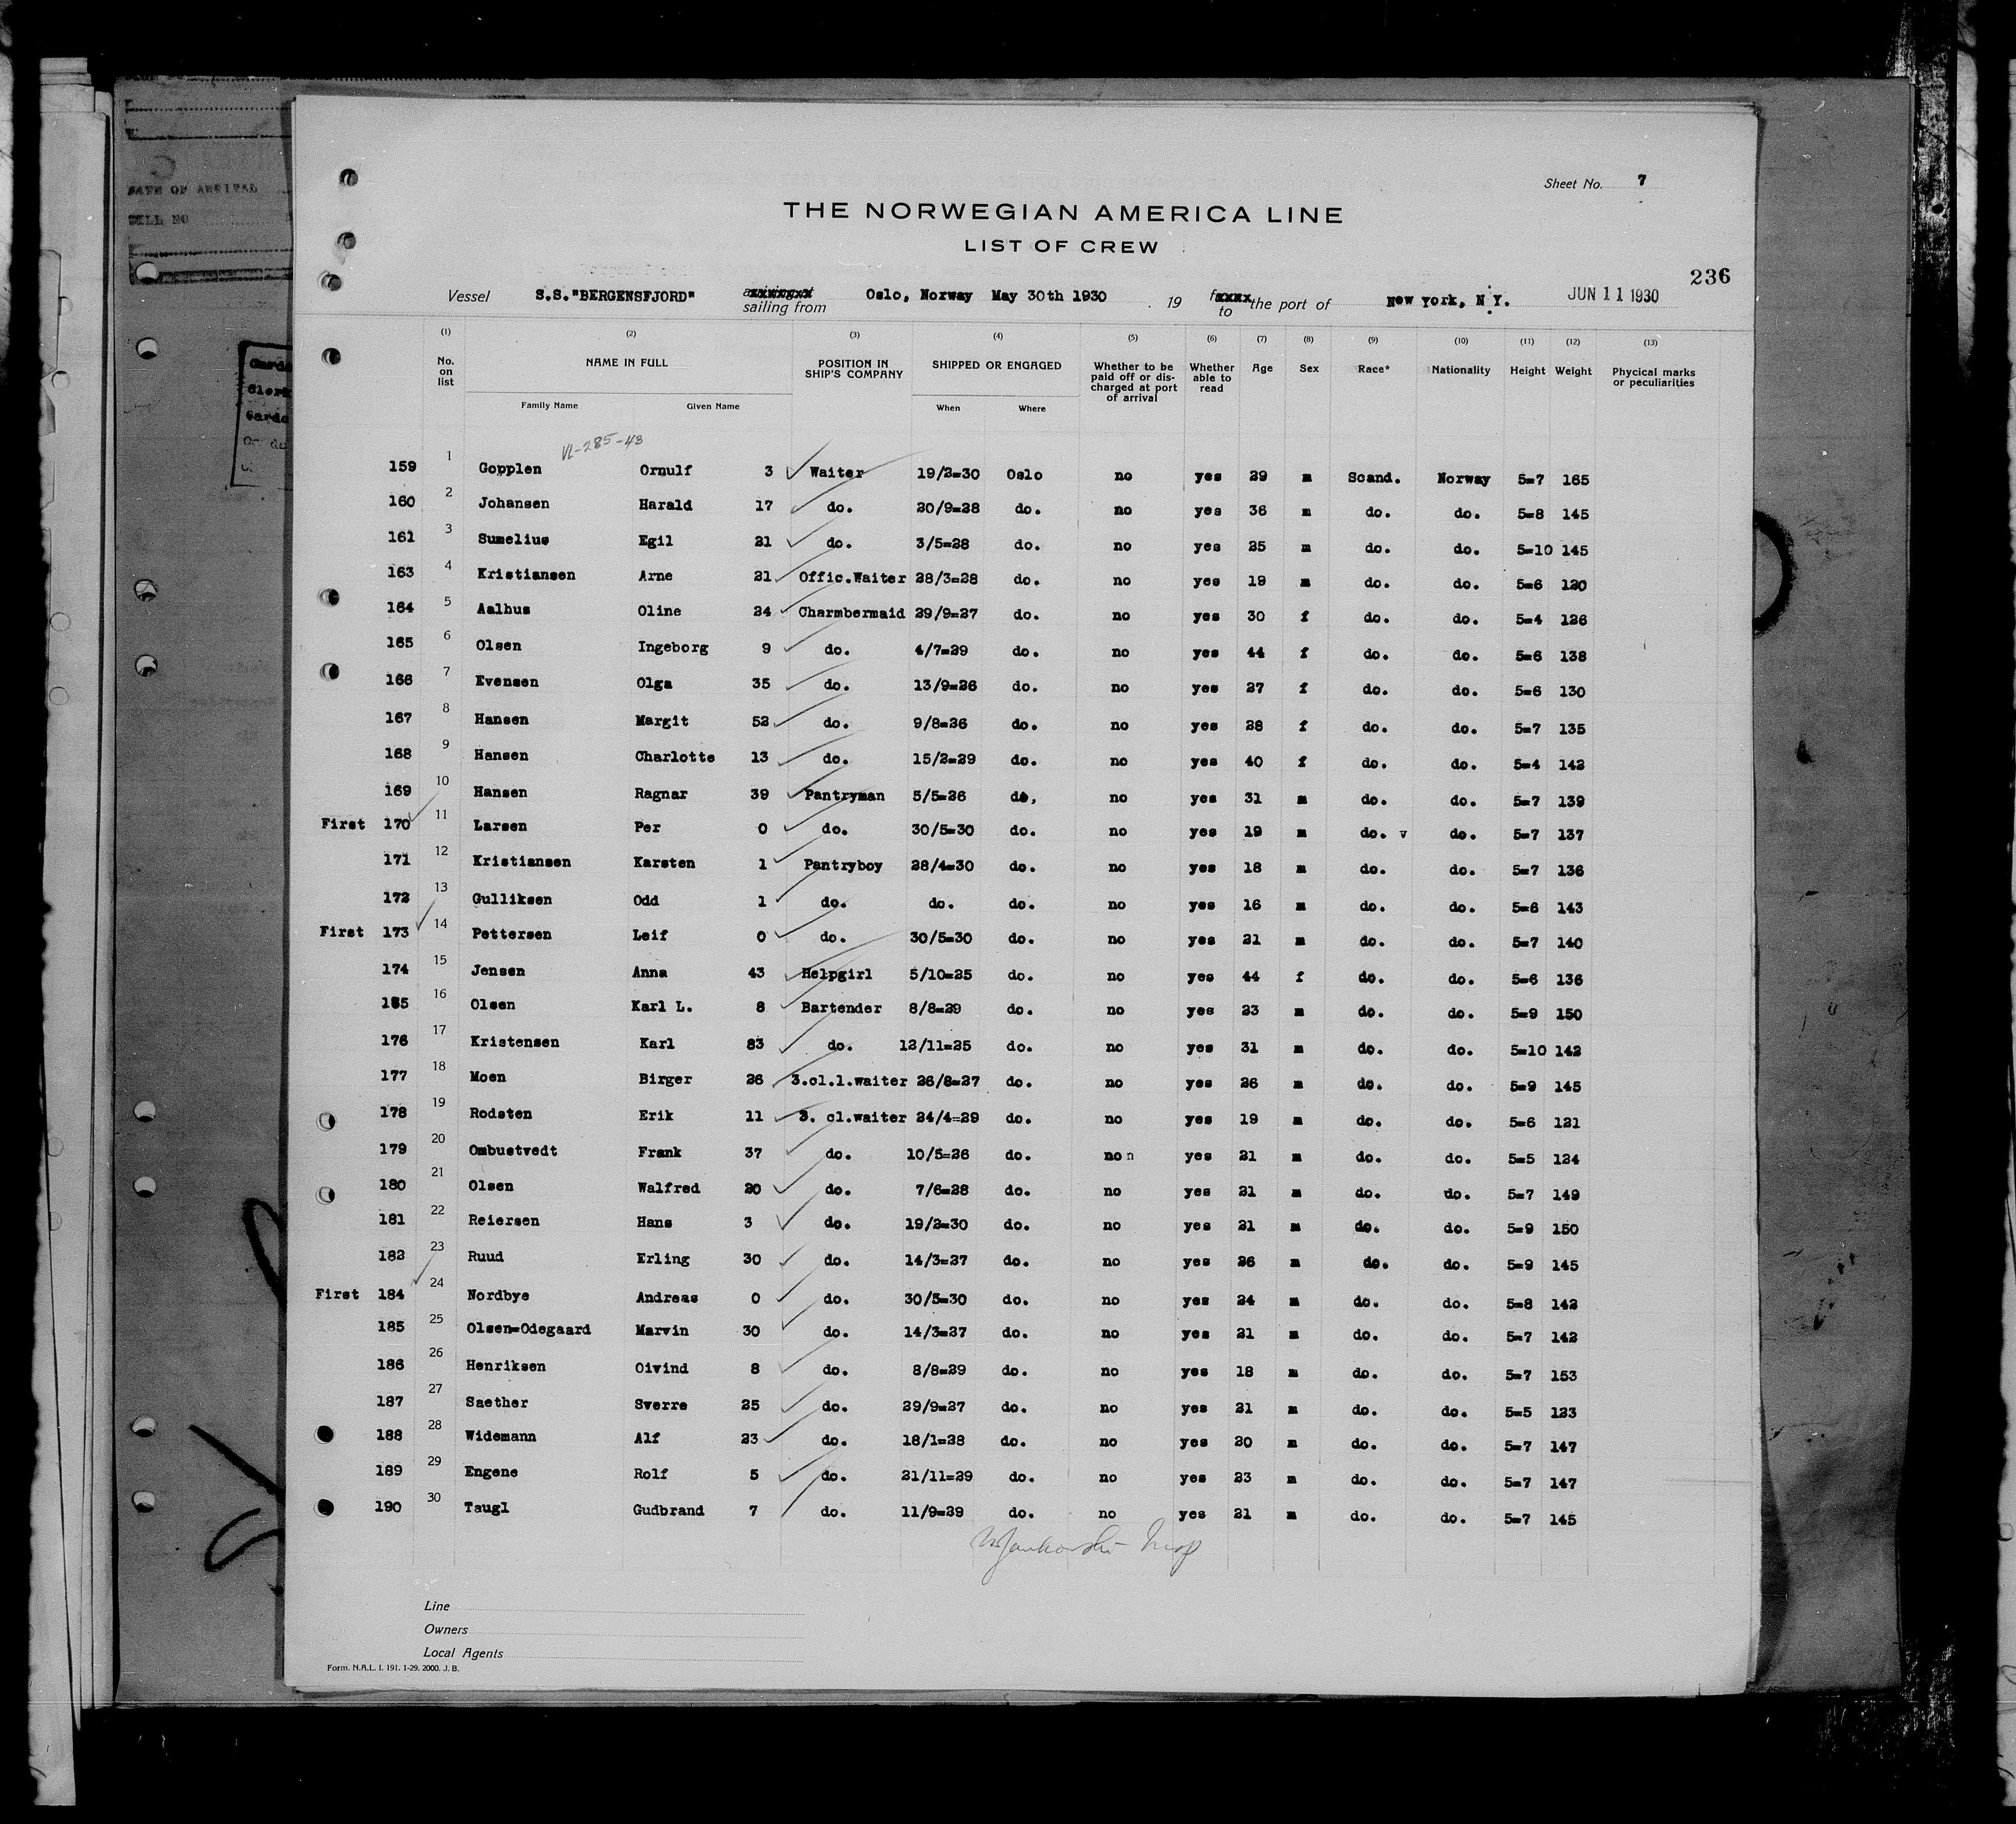 DATE OF ARRIVAL
Sheet No. 7
THE NORWEGIAN AMERICA LINE
LIST OF CREW
236
Vessel S.S."BERGENSFJORD" sailing from Oslo, Norway May 30th 1930 . 19 to the port of New York, N.Y. JUN 11 1930
(1) (2) (3) (4) (5) (6) (7) (8) (9) (10) (11) (12) (13)
No. on list NAME IN FULL POSITION IN SHIP'S COMPANY SHIPPED OR ENGAGED Whether to be paid off or discharged at port of arrival Whether able to read Age Sex Race* Nationality Height Weight Phycical marks or peculiarities
Family Name Given Name When Where
VL-285-43
159 1 Gopplen Ornulf 3 Waiter 19/2=30 Oslo no yes 29 m Scand. Norway 5=7 165
160 2 Johansen Harald 17 do. 20/9=28 do. no yes 36 m do. do. 5=8 145
161 3 Sumelius Egil 21 do. 3/5=28 do. no yes 25 m do. do. 5=10 145
163 4 Kristiansen Arne 21 Offic.Waiter 28/3=28 do. no yes 19 m do. do. 5=6 120
164 5 Aalhus Oline 24 Charmbermaid 29/9=27 do. no yes 30 f do. do. 5=4 126
165 6 Olsen Ingeborg 9 do. 4/7=29 do. no yes 44 f do. do. 5=6 138
166 7 Evensen Olga 35 do. 13/9=26 do. no yes 27 f do. do. 5=6 130
167 8 Hansen Margit 52 do. 9/8=26 do. no yes 28 f do. do. 5=7 135
168 9 Hansen Charlotte 13 do. 15/2=29 do. no yes 40 f do. do. 5=4 142
169 10 Hansen Ragnar 39 Pantryman 5/5=26 do, no yes 31 m do. do. 5=7 139
First 170 11 Larsen Per 0 do. 30/5=30 do. no yes 19 m do. v do. 5=7 137
171 12 Kristiansen Karsten 1 Pantryboy 28/4=30 do. no yes 18 m do. do. 5=7 136
172 13 Gulliksen Odd 1 do. do. do. no yes 16 m do. do. 5=6 143
First 173 14 Pettersen Leif 0 do. 30/5=30 do. no yes 21 m do. do. 5=7 140
174 15 Jensen Anna 43 Helpgirl 5/10=25 do. no yes 44 f do. do. 5=6 136
185 16 Olsen Karl L. 8 Bartender 8/8=29 do. no yes 23 m do. do. 5=9 150
176 17 Kristensen Karl 83 do. 12/11=25 do. no yes 31 m do. do. 5=10 142
177 18 Moen Birger 26 3.cl.l.waiter 26/8=27 do. no yes 26 m do. do. 5=9 145
178 19 Rodsten Erik 11 3. cl.waiter 24/4=29 do. no yes 19 m do. do. 5=6 121
179 20 Ombustvedt Frank 37 do. 10/5=26 do. no n yes 21 m do. do. 5=5 124
180 21 Olsen Walfred 20 do. 7/6=28 do. no yes 21 m do. do. 5=7 149
181 22 Reiersen Hans 3 do. 19/2=30 do. no yes 21 m do. do. 5=9 150
182 23 Ruud Erling 30 do. 14/3=27 do. no yes 26 m do. do. 5=9 145
First 184 24 Nordbye Andreas 0 do. 30/5=30 do. no yes 24 m do. do. 5=8 142
185 25 Olsen=Odegaard Marvin 30 do. 14/3=27 do. no yes 21 m do. do. 5=7 142
186 26 Henriksen Oivind 8 do. 8/8=29 do. no yes 18 m do. do. 5=7 153
187 27 Saether Sverre 25 do. 29/9=27 do. no yes 21 m do. do. 5=5 123
188 28 Widemann Alf 23 do. 18/1=28 do. no yes 20 m do. do. 5=7 147
189 29 Engene Rolf 5 do. 21/11=29 do. no yes 23 m do. do. 5=7 147
190 30 Taugl Gudbrand 7 do. 11/9=29 do. no yes 21 m do. do. 5=7 145
Line
Owners
Local Agents
Form. N.A.L. I. 191. 1-29. 2000. J. B.